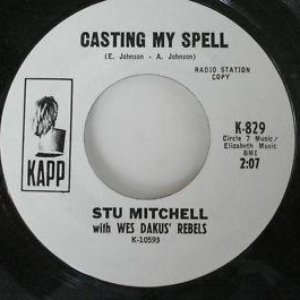 CASTING MY SPELL
(E. Johnson - A. Johnson)
RADIO STATION
COPY
KAPP
K-829
Circle 7 Music/
Elizabeth Music
BMI
2:07
STU MITCHELL
with WES DAKUS' REBELS
K-10593